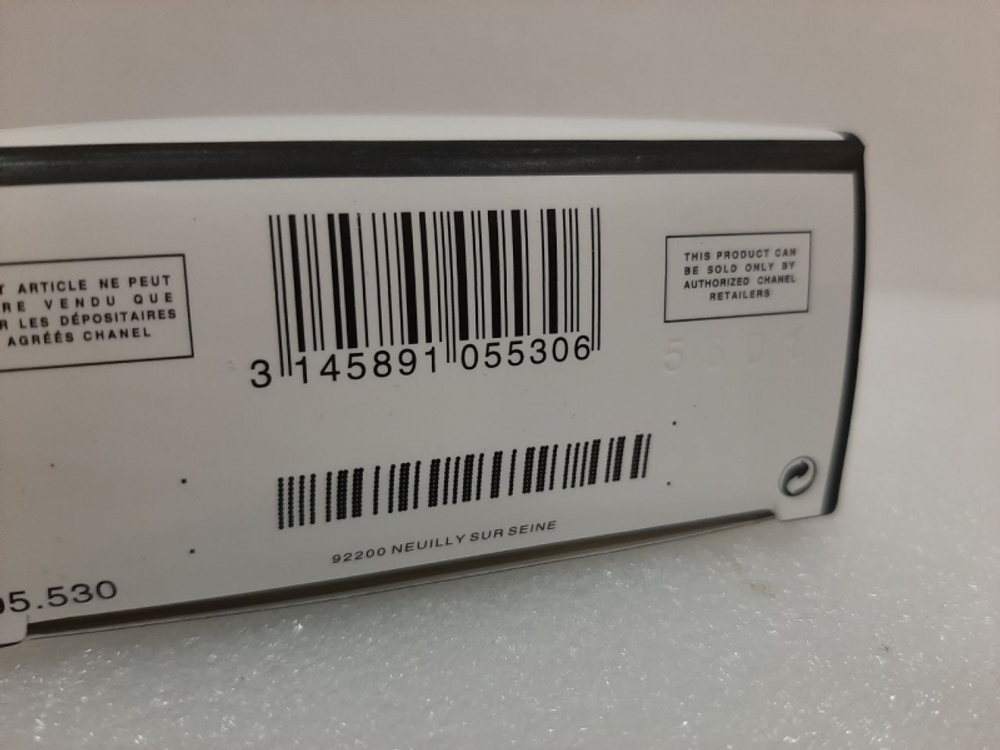 ARTICLE NE PEUT
VENDU QUE
LES DÉPOSITAIRES
AGRÉÉS CHANEL
3 145891 055306
THIS PRODUCT CAN
BE SOLD ONLY BY
AUTHORIZED CHANEL
RETAILERS
92200 NEUILLY SUR SEINE
5.530